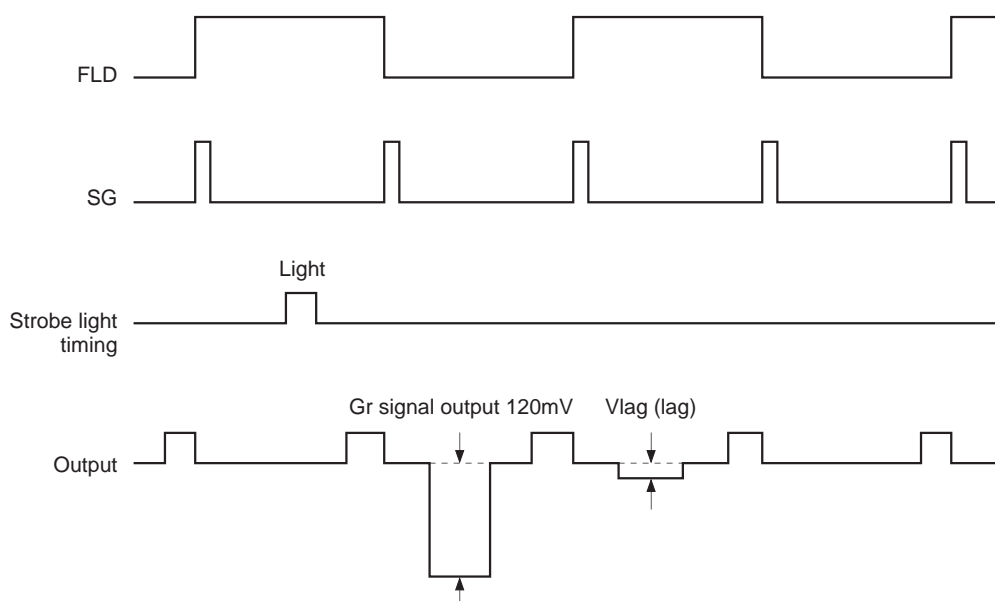 FLD
SG
Light
Strobe light
timing
Gr signal output 120mV Vlag (lag)
Output